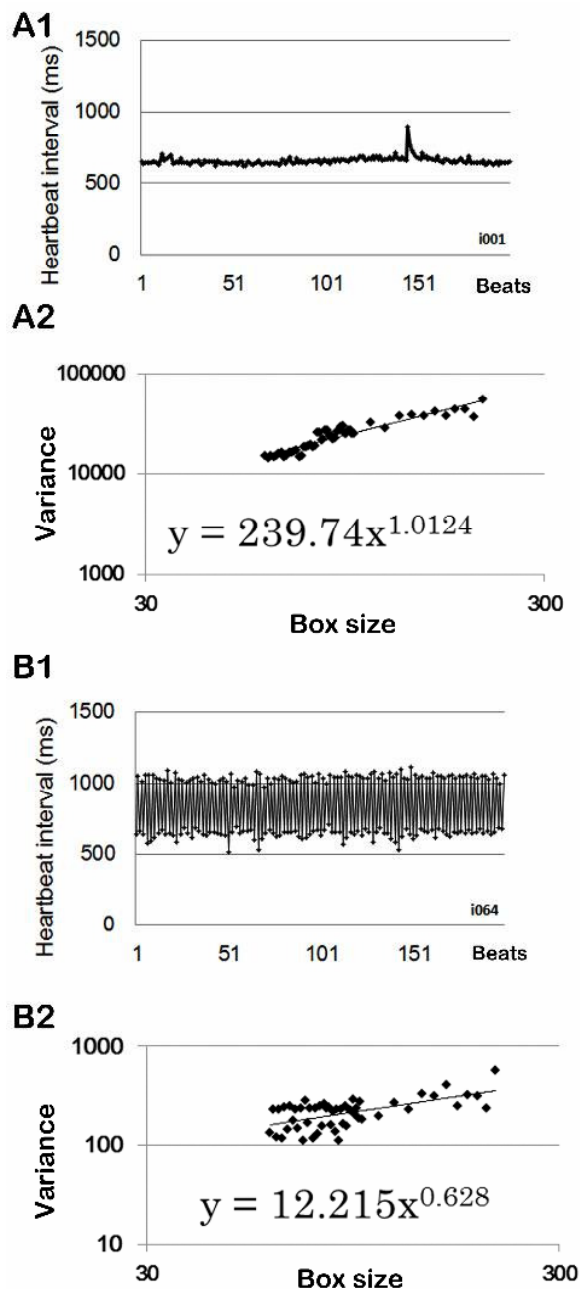 A1
Heartbeat interval (ms)
1500
1000
500
0
i001
1 51 101 151 Beats
A2
Variance
100000
10000
1000
y = 239.74x^1.0124
30 300
Box size
B1
Heartbeat interval (ms)
1500
1000
500
0
i064
1 51 101 151 Beats
B2
Variance
1000
100
10
y = 12.215x^0.628
30 300
Box size